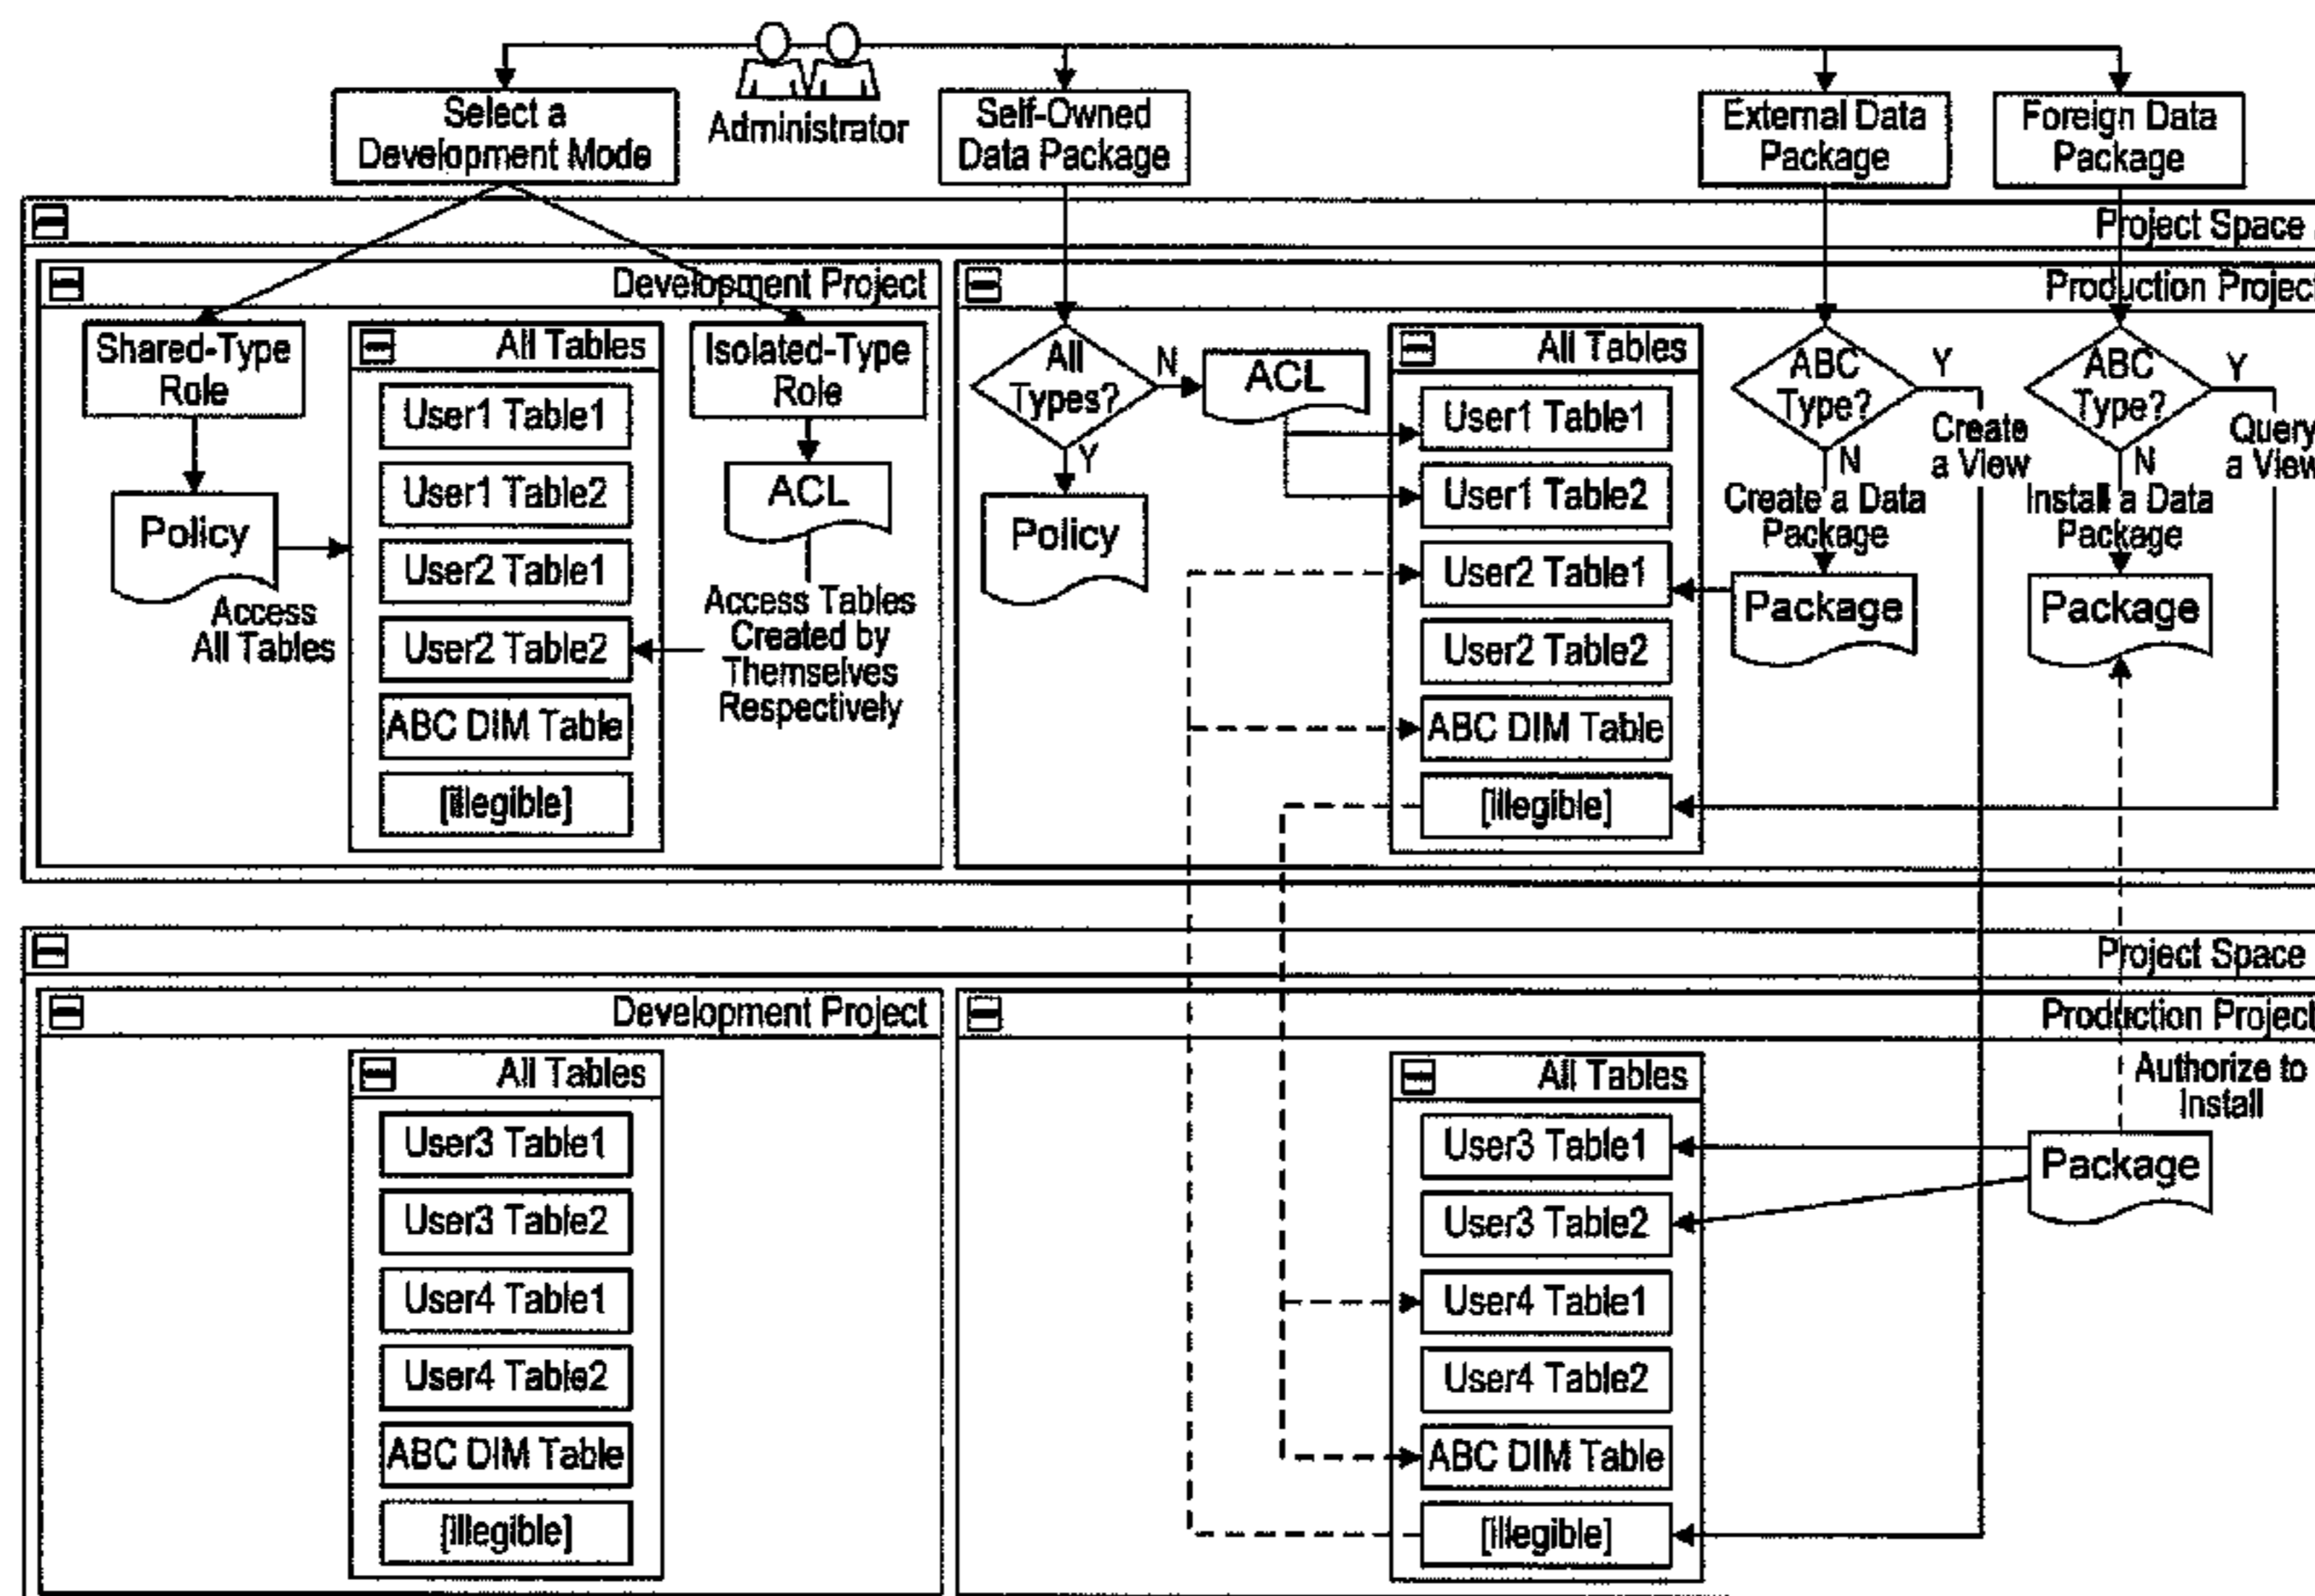 Administrator
Select a
Development Mode
Self-Owned
Data Package
External Data
Package
Foreign Data
Package
Project Space
Development Project
Shared-Type
Role
Policy
Access
All Tables
All Tables
User1 Table1
User1 Table2
User2 Table1
User2 Table2
ABC DIM Table
[illegible]
Isolated-Type
Role
ACL
Access Tables
Created by
Themselves
Respectively
Production Project
All
Types?
N
Y
ACL
Policy
All Tables
User1 Table1
User1 Table2
User2 Table1
User2 Table2
ABC DIM Table
[illegible]
ABC
Type?
Y
Create
a View
N
Create a Data
Package
Package
ABC
Type?
Y
Query
a View
N
Install a Data
Package
Package
Project Space
Development Project
All Tables
User3 Table1
User3 Table2
User4 Table1
User4 Table2
ABC DIM Table
[illegible]
Production Project
All Tables
User3 Table1
User3 Table2
User4 Table1
User4 Table2
ABC DIM Table
[illegible]
Authorize to
Install
Package